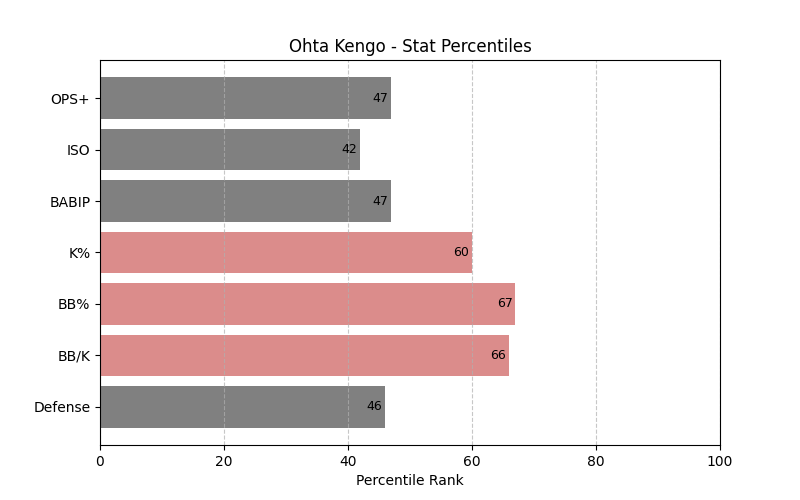 Ohta Kengo - Stat Percentiles
OPS+ 47
ISO 42
BABIP 47
K% 60
BB% 67
BB/K 66
Defense 46
0 20 40 60 80 100
Percentile Rank